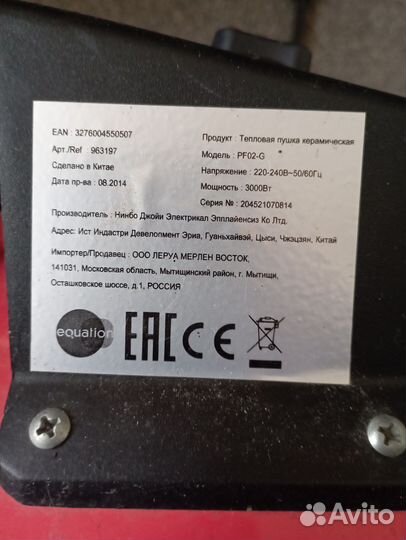 EAN : 3276004550507
Арт./Ref : 963197
Сделано в Китае
Дата пр-ва : 08.2014
Продукт : Тепловая пушка керамическая
Модель : PF02-G
Напряжение : 220-240В~50/60Гц
Мощность : 3000Вт
Серия № : 204521070814
Производитель : Нинбо Джойи Электрикал Эпплайенсиз Ко Лтд.
Адрес: Ист Индастри Девелопмент Эриа, Гуаньхайвэй, Цыси, Чжэцзян, Китай
Импортер/Продавец : ООО ЛЕРУА МЕРЛЕН ВОСТОК,
141031, Московская область, Мытищинский район, г. Мытищи,
Осташковское шоссе, д.1, РОССИЯ
equation EAC CE
Avito